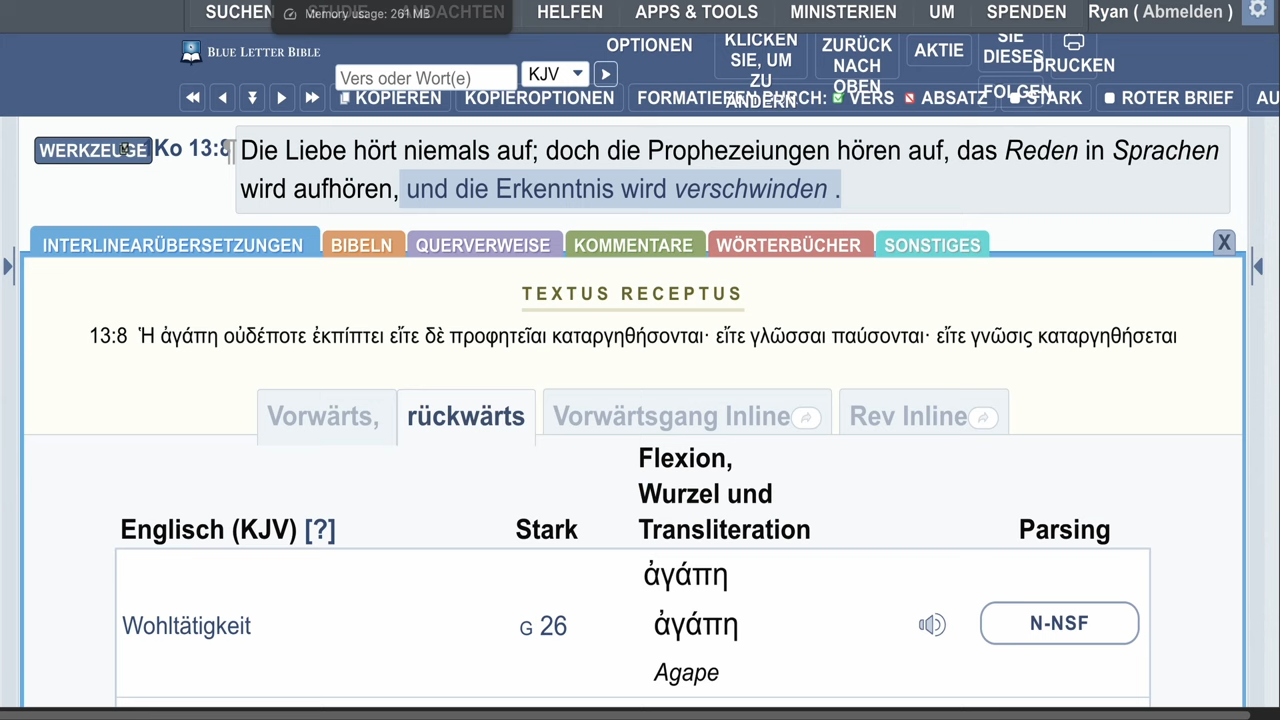 SUCHEN STUDIE ANDACHTEN HELFEN APPS & TOOLS MINISTERIEN UM SPENDEN Ryan ( Abmelden )
Memory usage: 261 MB
BLUE LETTER BIBLE
Vers oder Wort(e) KJV
OPTIONEN
KLICKEN SIE, UM ZU ÄNDERN
ZURÜCK NACH OBEN
AKTIE
SIE DIESES FOLGEN
DRUCKEN
KOPIEREN KOPIEROPTIONEN FORMATIEREN DURCH: VERS ABSATZ STARK ROTER BRIEF AU
WERKZEUGE Ko 13:8 ¶ Die Liebe hört niemals auf; doch die Prophezeiungen hören auf, das Reden in Sprachen
wird aufhören, und die Erkenntnis wird verschwinden .
INTERLINEARÜBERSETZUNGEN BIBELN QUERVERWEISE KOMMENTARE WÖRTERBÜCHER SONSTIGES X
TEXTUS RECEPTUS
13:8 Ἡ ἀγάπη οὐδέποτε ἐκπίπτει εἴτε δὲ προφητεῖαι καταργηθήσονται· εἴτε γλῶσσαι παύσονται· εἴτε γνῶσις καταργηθήσεται
Vorwärts, rückwärts Vorwärtsgang Inline Rev Inline
Flexion,
Wurzel und
Englisch (KJV) [?] Stark Transliteration Parsing
ἀγάπη
Wohltätigkeit G 26 ἀγάπη N-NSF
Agape